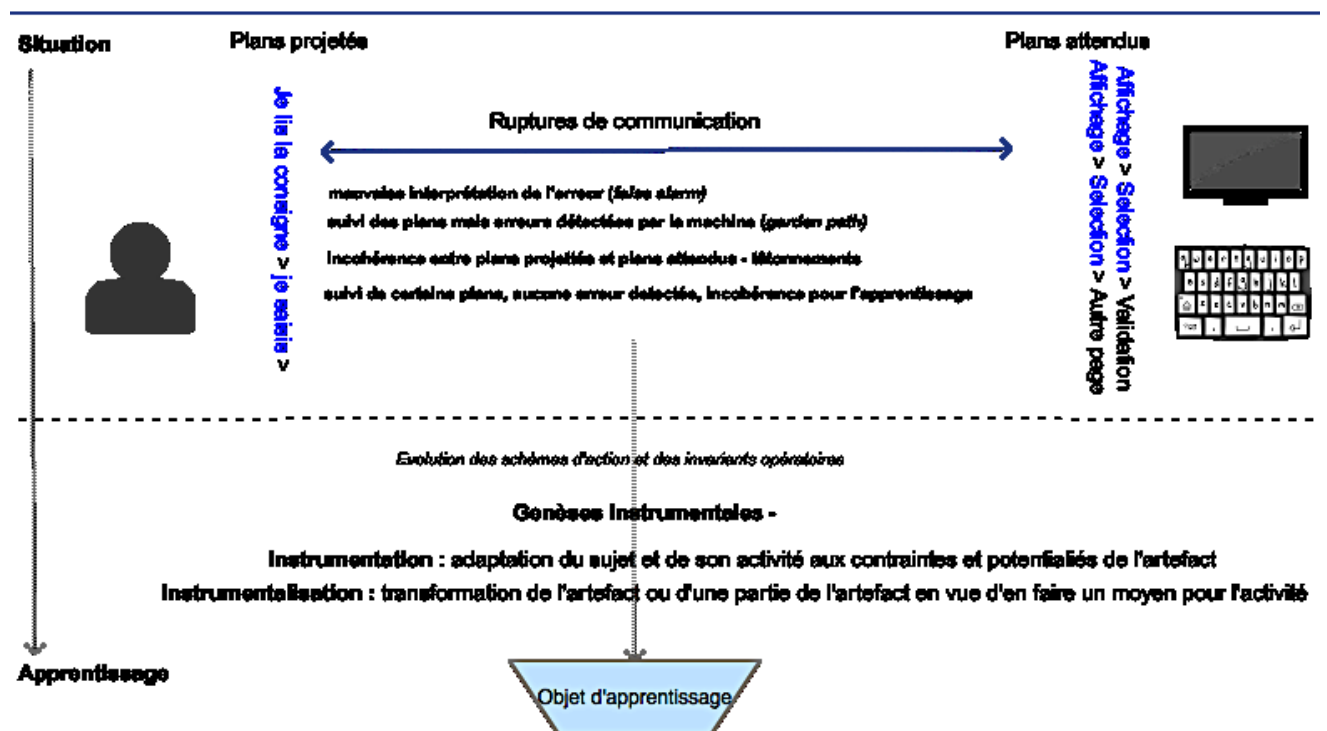 Situation
Plans projetés
Plans attendus
Je lis la consigne > je saisis >
Ruptures de communication
mauvaise interprétation de l'erreur (false alarm)
suivi des plans mais erreurs détectées par la machine (garden path)
Incohérence entre plans projettés et plans attendus - tâtonnements
suivi de certains plans, aucune erreur detectée, incohérence pour l'apprentissage
Affichage > Selection > Validation
Affichage > Selection > Autre page
Evolution des schèmes d'action et des invariants opératoires
Genèses Instrumentales -
Instrumentation : adaptation du sujet et de son activité aux contraintes et potentialiés de l'artefact
Instrumentalisation : transformation de l'artefact ou d'une partie de l'artefact en vue d'en faire un moyen pour l'activité
Apprentissage
Objet d'apprentissage